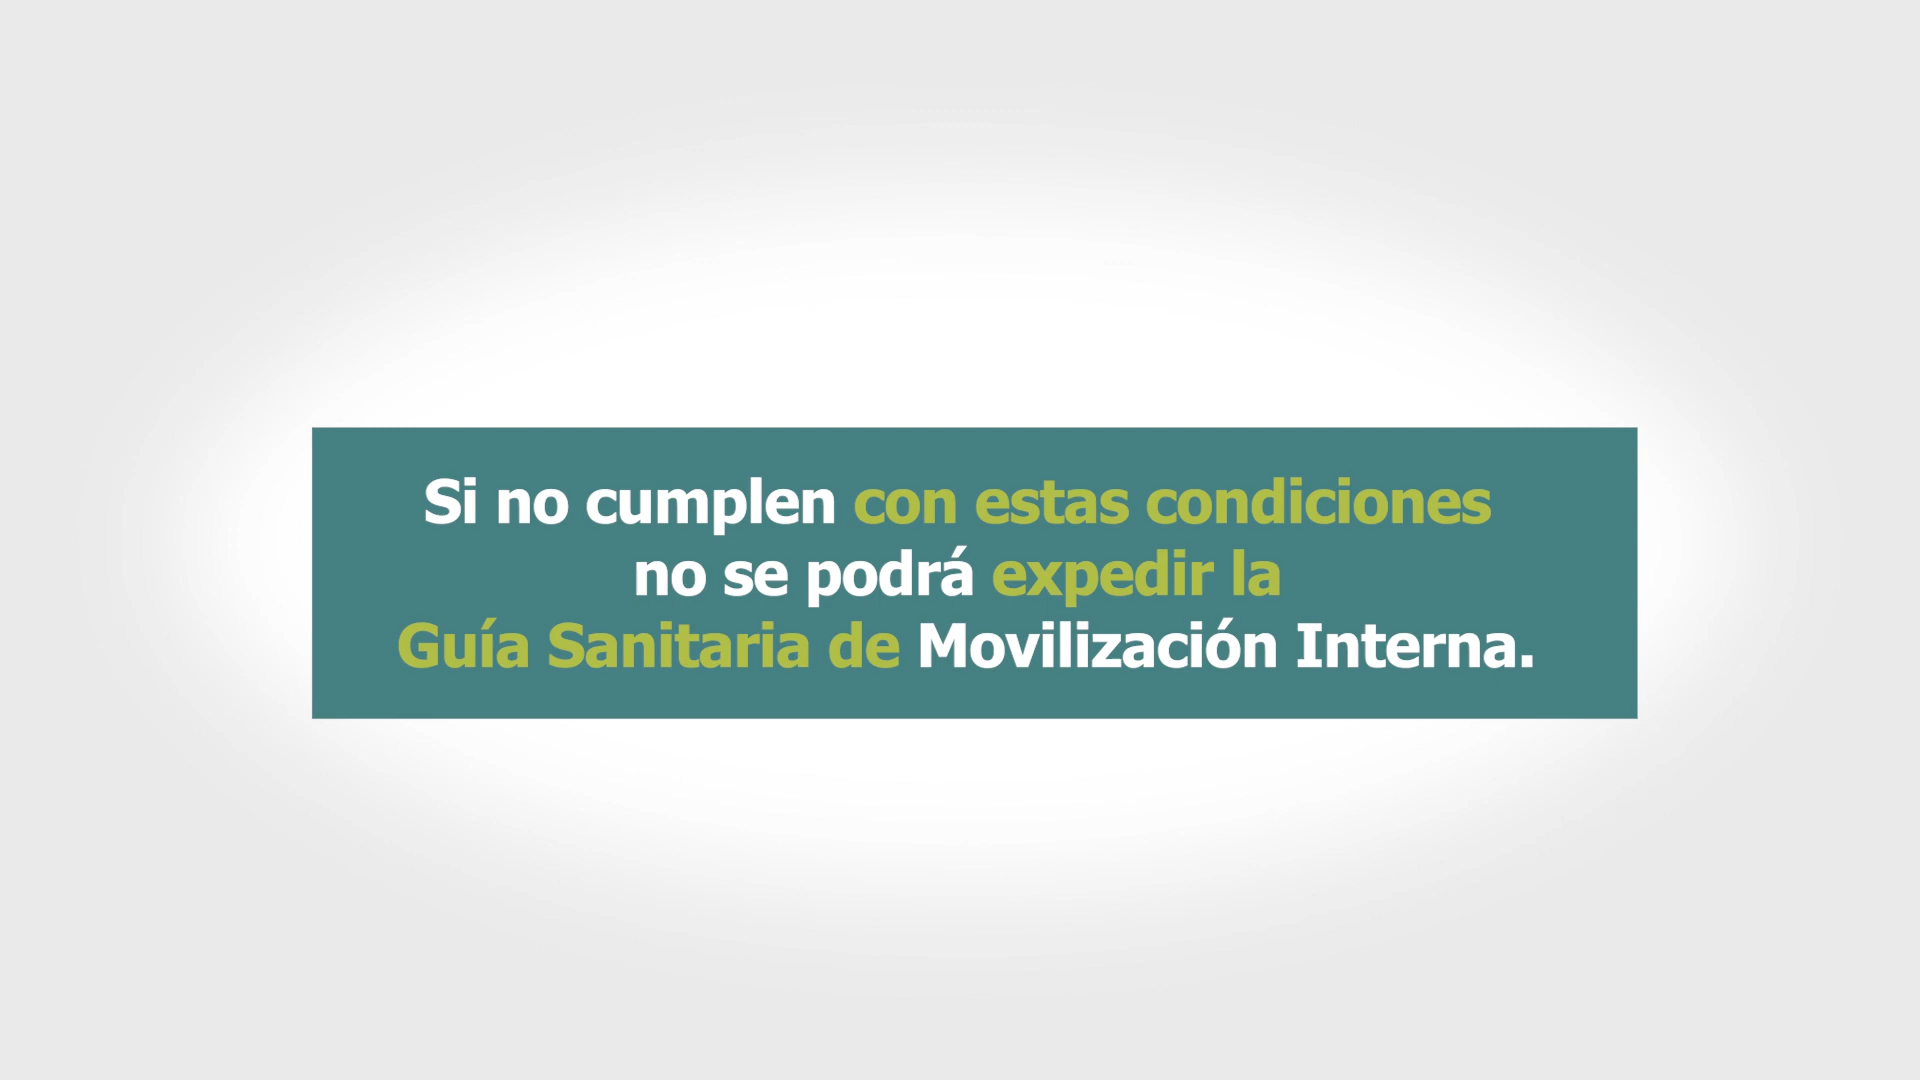 Si no cumplen con estas condiciones
no se podrá expedir la
Guía Sanitaria de Movilización Interna.